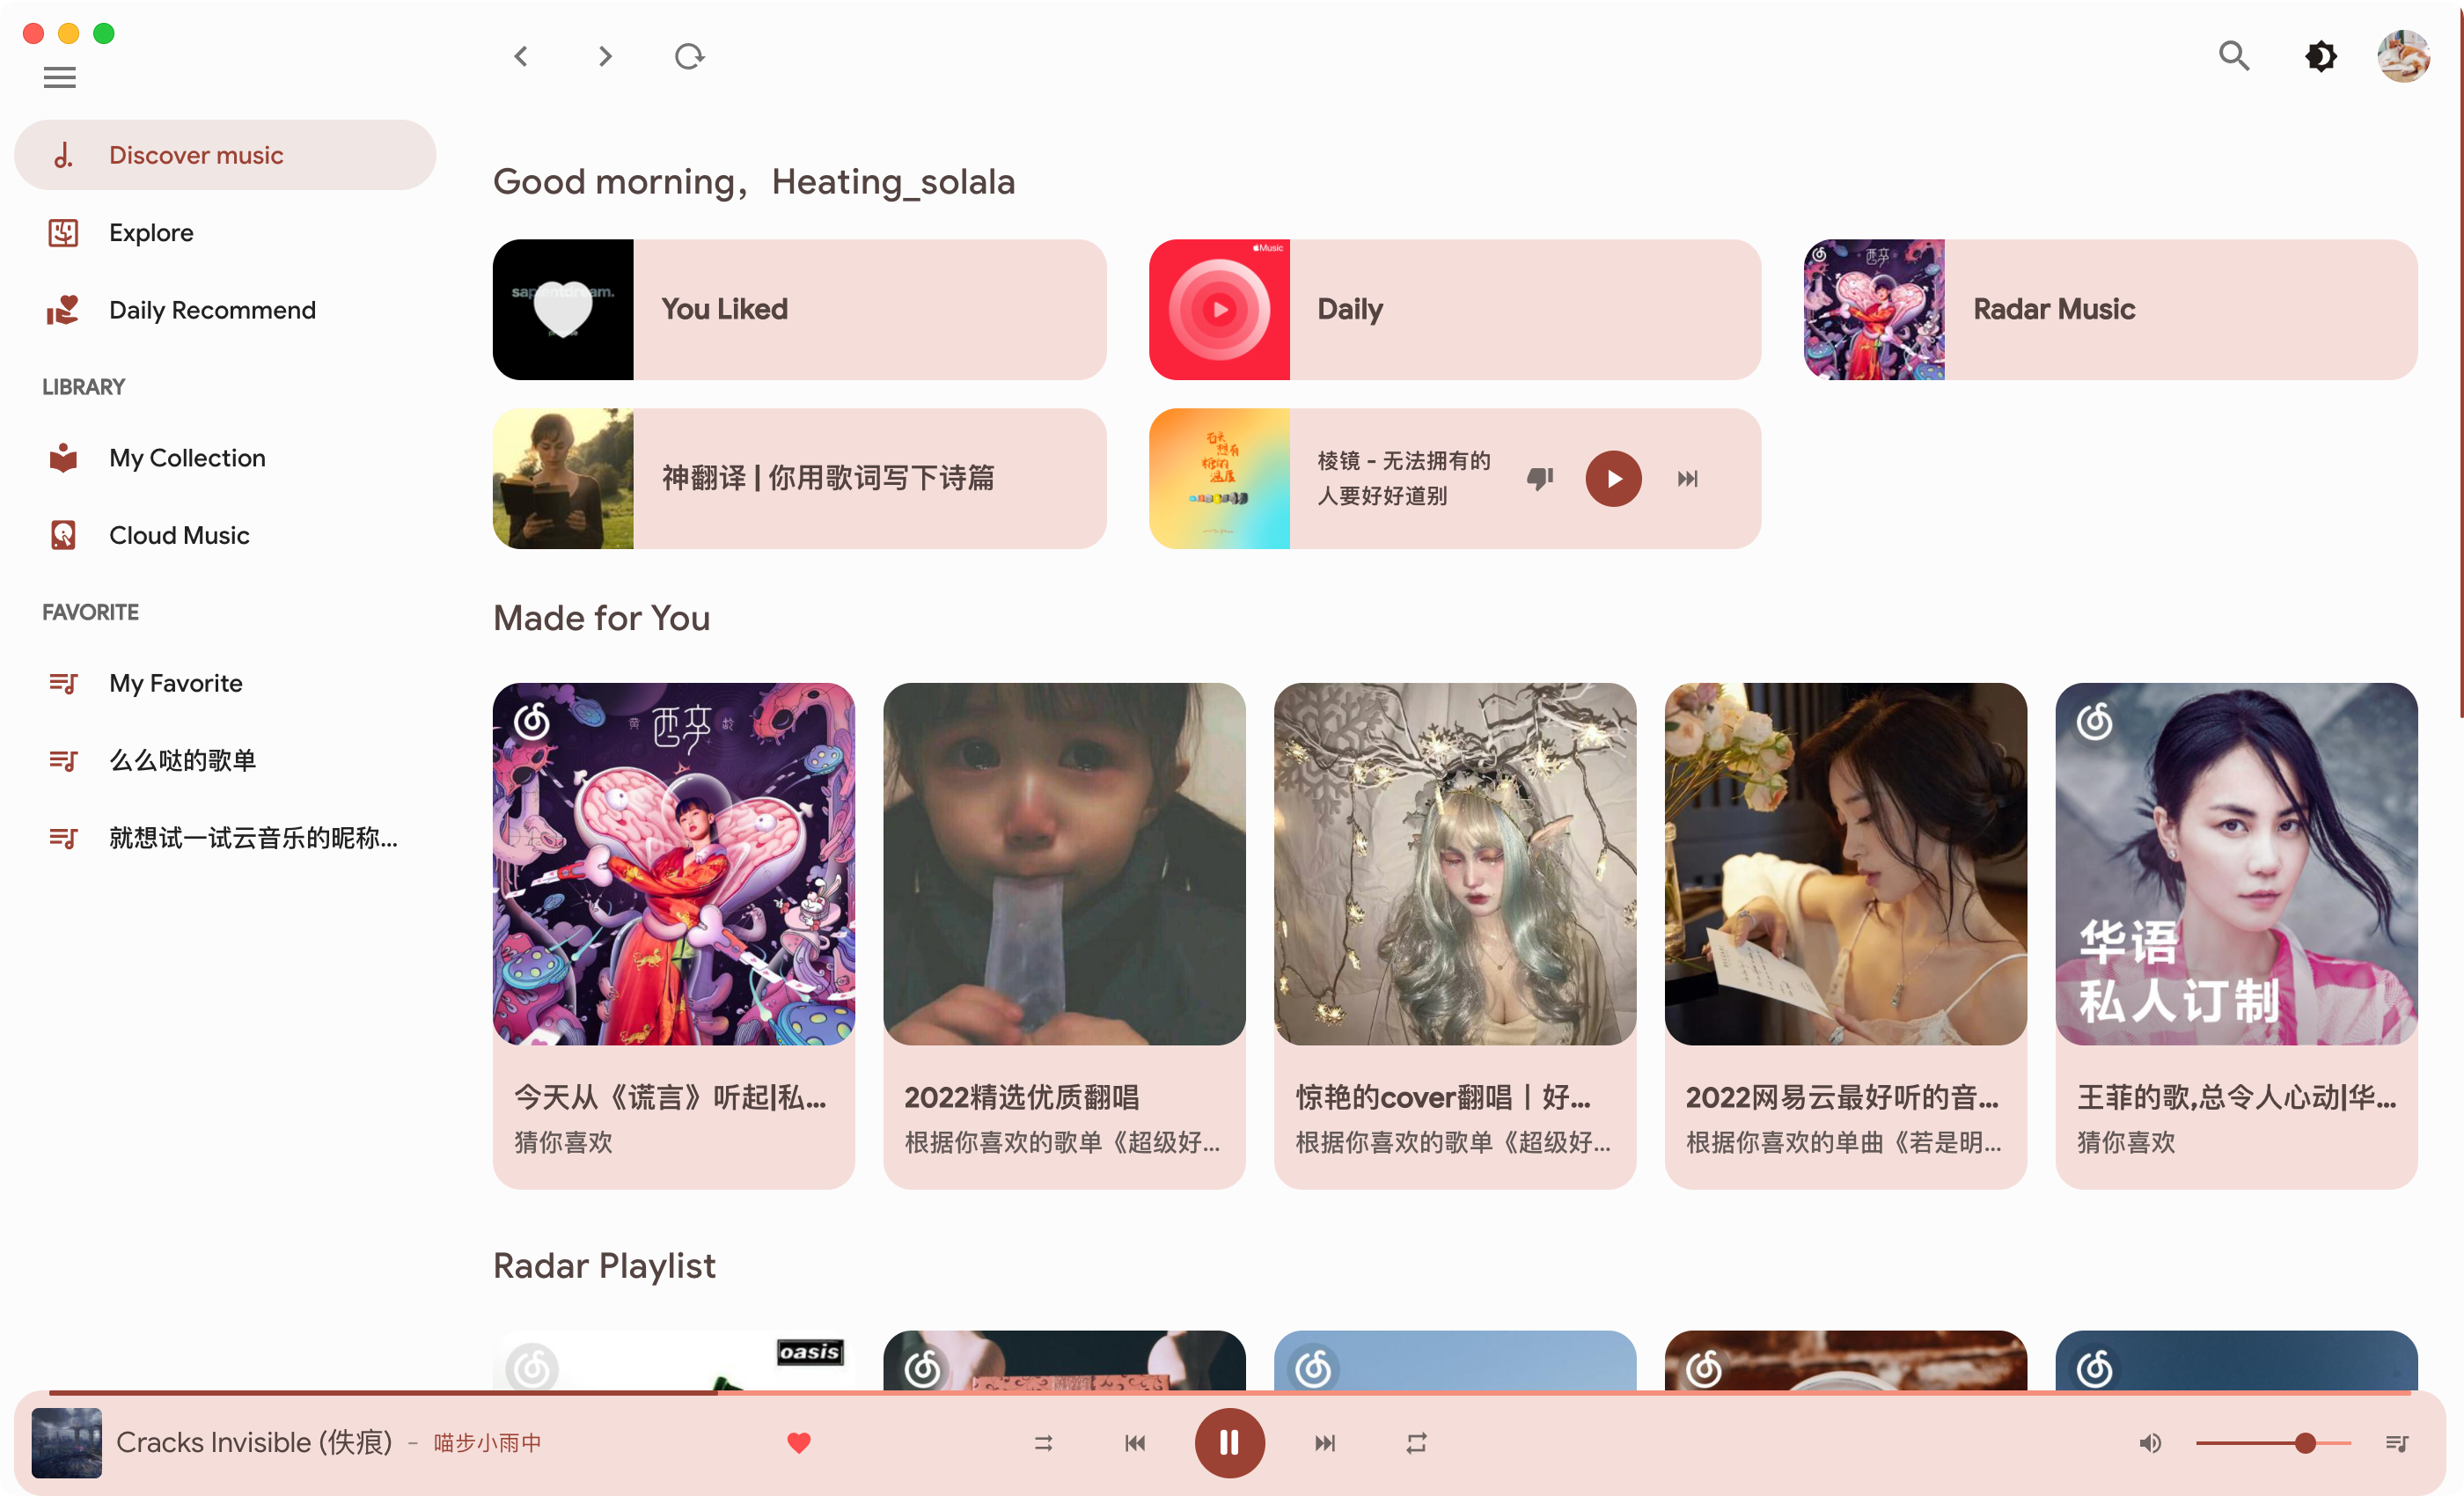 Discover music
Explore
Daily Recommend
LIBRARY
My Collection
Cloud Music
FAVORITE
My Favorite
么么哒的歌单
就想试一试云音乐的昵称...
Good morning，Heating_solala
You Liked
Music
Daily
Radar Music
神翻译 | 你用歌词写下诗篇
棱镜 - 无法拥有的
人要好好道别
Made for You
黄 醉 龄
华语
私人订制
今天从《谎言》听起|私...
猜你喜欢
2022精选优质翻唱
根据你喜欢的歌单《超级好...
惊艳的cover翻唱丨好...
根据你喜欢的歌单《超级好...
2022网易云最好听的音...
根据你喜欢的单曲《若是明...
王菲的歌,总令人心动|华...
猜你喜欢
Radar Playlist
oasis
Cracks Invisible (佚痕) - 喵步小雨中